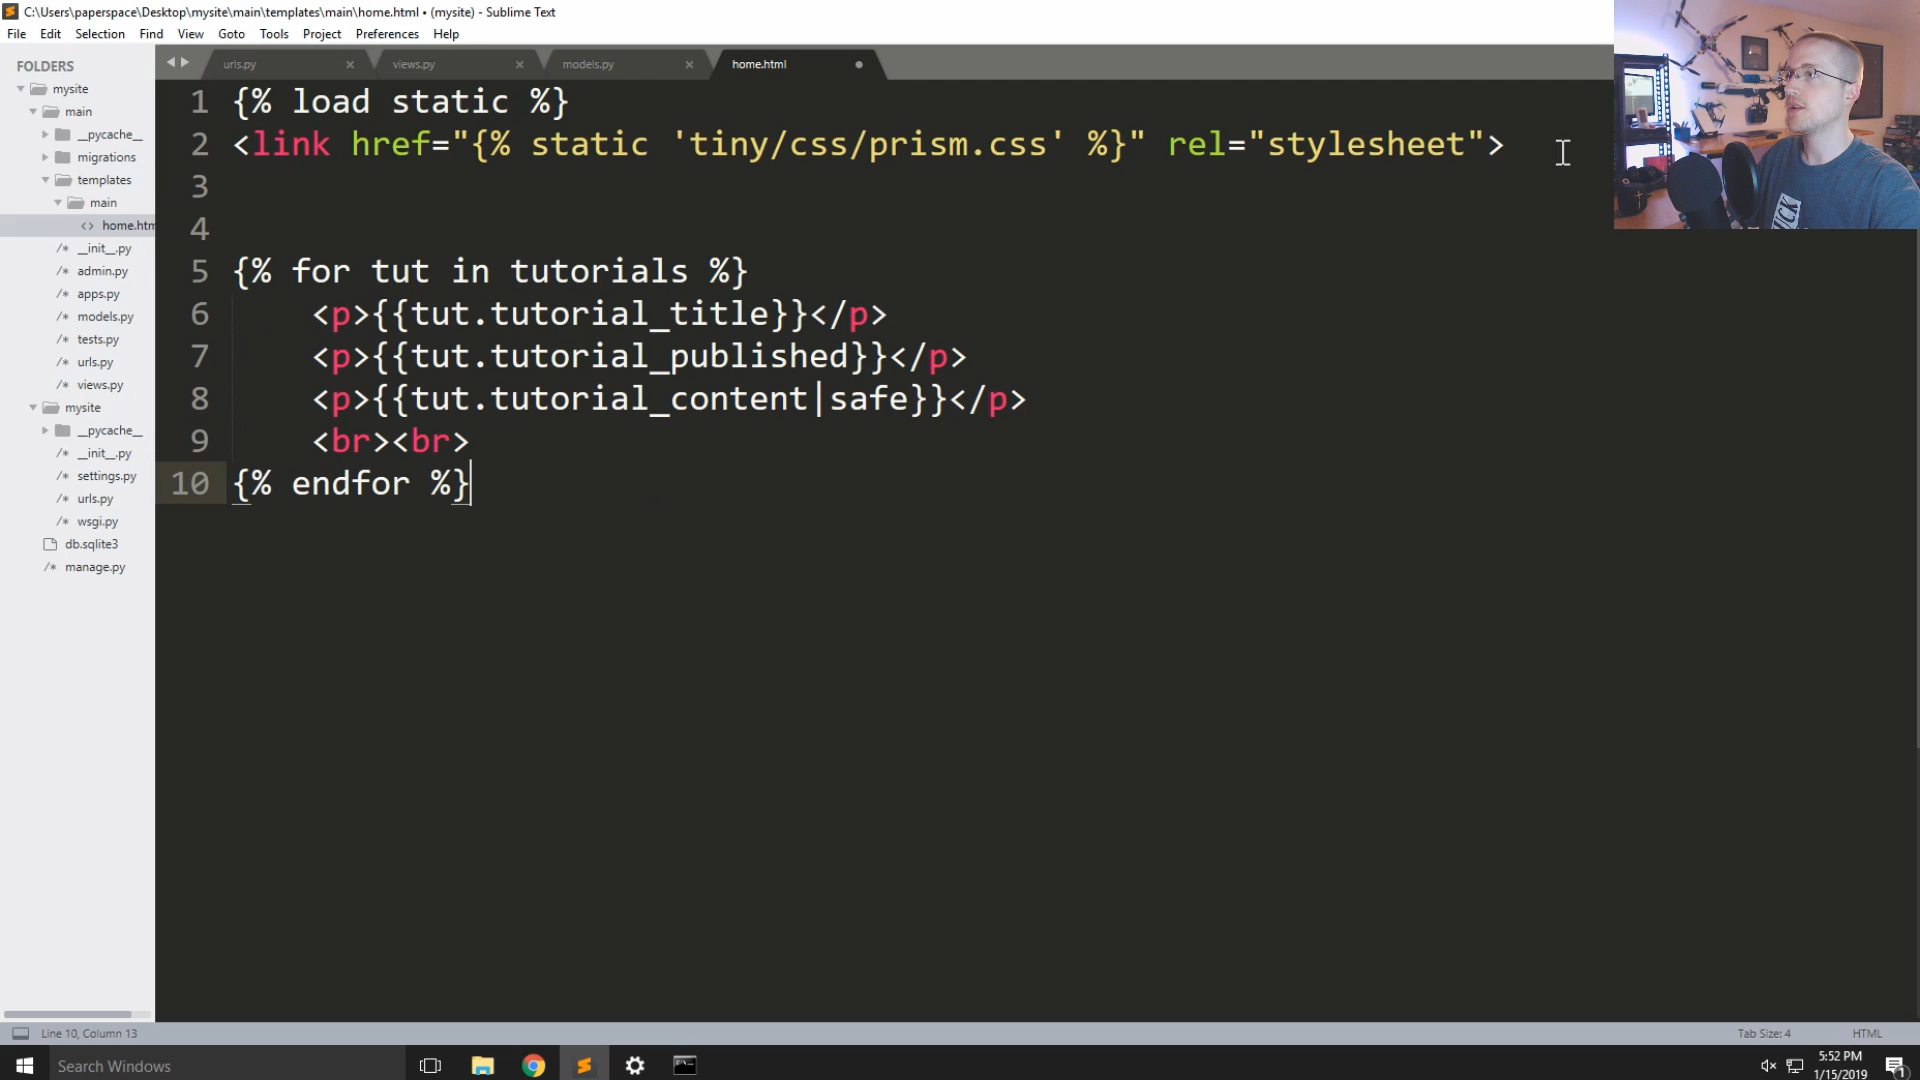 C:\Users\paperspace\Desktop\mysite\main\templates\main\home.html • (mysite) - Sublime Text
File Edit Selection Find View Goto Tools Project Preferences Help
FOLDERS
mysite
main
__pycache__
migrations
templates
main
<> home.htm
/* __init__.py
/* admin.py
/* apps.py
/* models.py
/* tests.py
/* urls.py
/* views.py
mysite
__pycache__
/* __init__.py
/* settings.py
/* urls.py
/* wsgi.py
db.sqlite3
/* manage.py
urls.py × views.py × models.py × home.html
1 {% load static %}
2 <link href="{% static 'tiny/css/prism.css' %}" rel="stylesheet">
3
4
5 {% for tut in tutorials %}
6 <p>{{tut.tutorial_title}}</p>
7 <p>{{tut.tutorial_published}}</p>
8 <p>{{tut.tutorial_content|safe}}</p>
9 <br><br>
10 {% endfor %}
Line 10, Column 13
Tab Size: 4 HTML
Search Windows
5:52 PM
1/15/2019
1